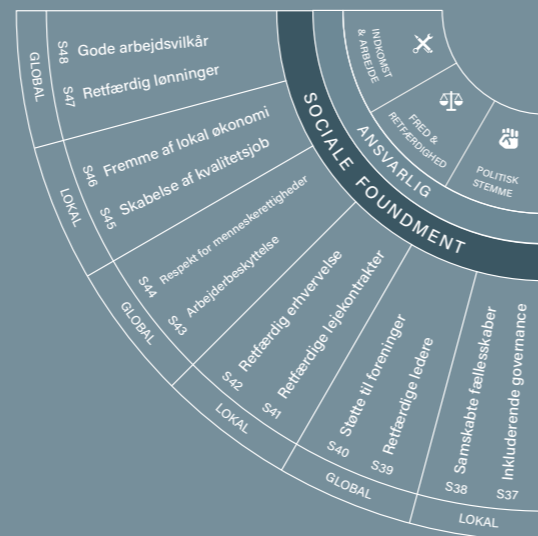 GLOBAL
S48 Gode arbejdsvilkår
S47 Retfærdig lønninger
LOKAL
S46 Fremme af lokal økonomi
S45 Skabelse af kvalitetsjob
GLOBAL
S44 Respekt for menneskerettigheder
S43 Arbejderbeskyttelse
LOKAL
S42 Retfærdig erhvervelse
S41 Retfærdige lejekontrakter
GLOBAL
S40 Støtte til foreninger
S39 Retfærdige ledere
LOKAL
S38 Samskabte fællesskaber
S37 Inkluderende governance
SOCIALE FOUNDMENT
ANSVARLIG
INDKOMST
& ARBEJDE
FRED &
RETFÆRDIGHED
POLITISK
STEMME